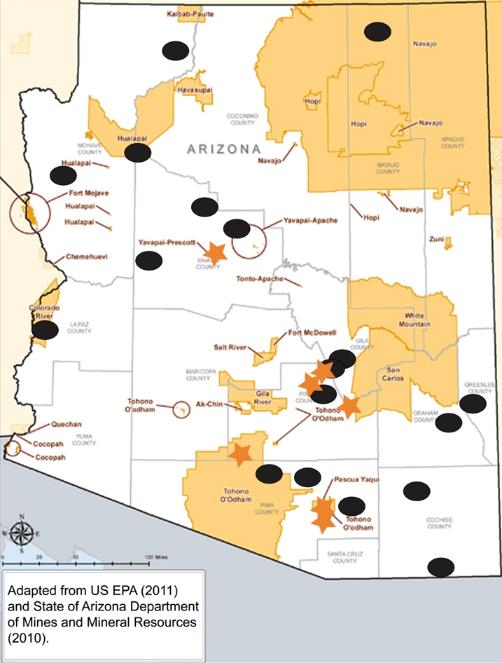 Kaibab-Paiute
Navajo
Havasupai
Hopi
Hopi
Navajo
COCONINO
COUNTY
Hualapai
MOHAVE
COUNTY
ARIZONA
APACHE
COUNTY
Navajo
NAVAJO
COUNTY
Hualapai
Fort Mojave
Hualapai
Hualapai
Hopi
Navajo
Yavapai-Apache
Yavapai-Prescott
COUNTY
Zuni
Chemehuevi
Tonto-Apache
Colorado
River
LA PAZ
COUNTY
White
Mountain
Fort McDowell
Salt River
GILA
COUNTY
San
Carlos
MARICOPA
COUNTY
Gila
River
Ak-Chin
Tohono
O'odham
Tohono
O'Odham
GREENLEE
COUNTY
GRAHAM
COUNTY
Quechan
Cocopah
Cocopah
YUMA
COUNTY
Tohono
O'Odham
PIMA
COUNTY
Pascua Yaqui
Tohono
O'odham
COCHISE
COUNTY
SANTA CRUZ
COUNTY
N
W
E
S
0 25 50 100 Miles
Adapted from US EPA (2011)
and State of Arizona Department
of Mines and Mineral Resources
(2010).